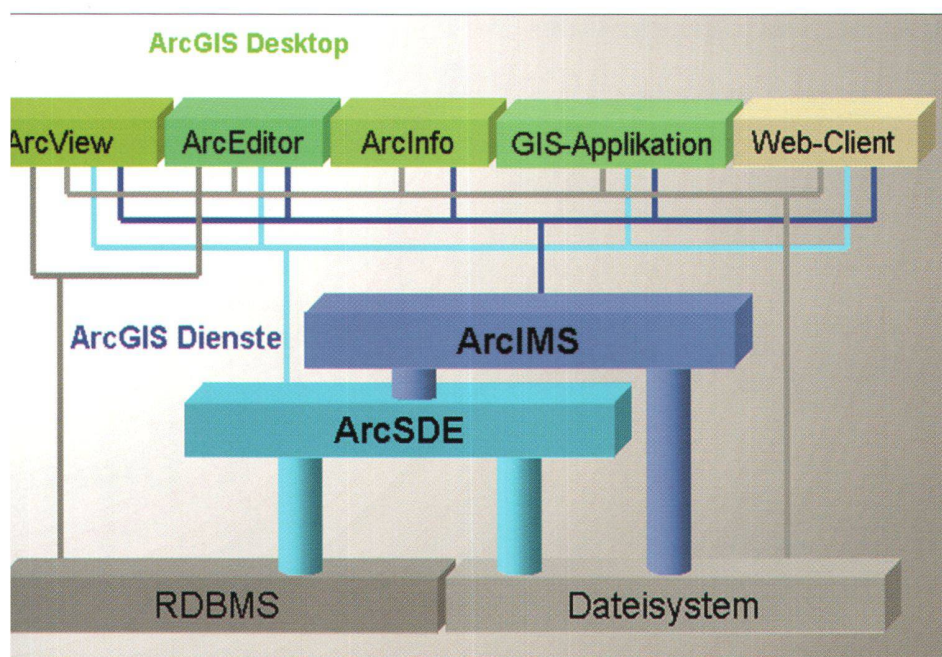 ArcGIS Desktop
ArcView
ArcEditor
ArcInfo
GIS-Applikation
Web-Client
ArcGIS Dienste
ArcIMS
ArcSDE
RDBMS
Dateisystem